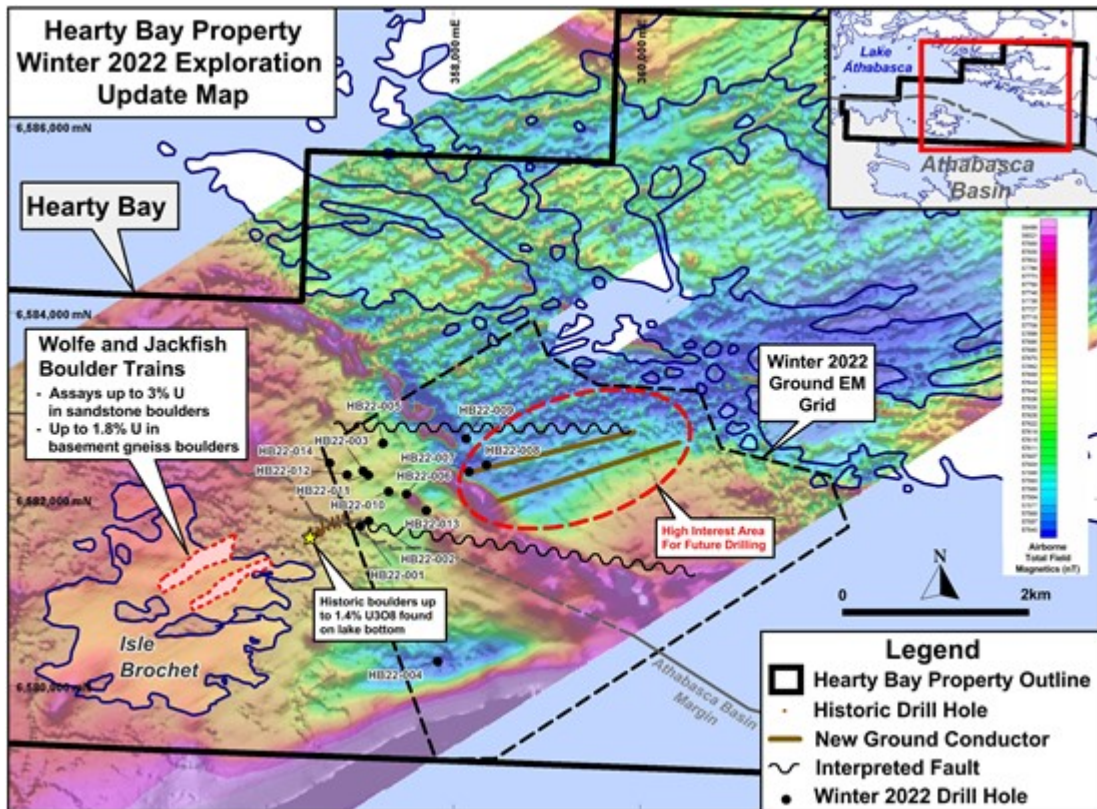 Hearty Bay Property
Winter 2022 Exploration
Update Map
358,000 mE
360,000 mE
Lake
Athabasca
Athabasca
Basin
6,586,000 mN
Hearty Bay
6,584,000 mN
Wolfe and Jackfish
Boulder Trains
- Assays up to 3% U
in sandstone boulders
- Up to 1.8% U in
basement gneiss boulders
Winter 2022
Ground EM
Grid
HB22-005
HB22-009
HB22-003
HB22-014
HB22-007
HB22-008
HB22-012
HB22-006
HB22-011
6,582,000 mN
HB22-010
HB22-013
HB22-002
HB22-001
High Interest Area
For Future Drilling
Historic boulders up
to 1.4% U3O8 found
on lake bottom
Isle
Brochet
HB22-004
6,580,000 mN
Athabasca Basin
Margin
Airborne
Total Field
Magnetics (nT)
N
0 2km
Legend
Hearty Bay Property Outline
Historic Drill Hole
New Ground Conductor
Interpreted Fault
Winter 2022 Drill Hole